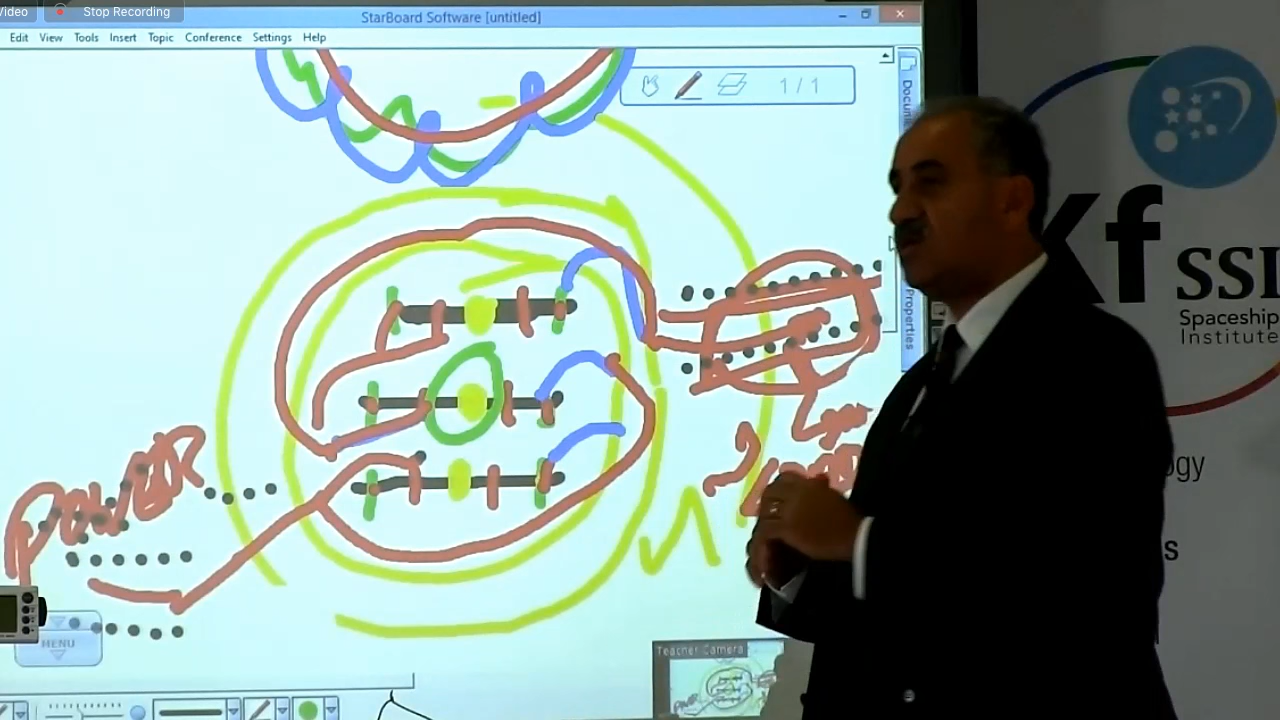 Video
Stop Recording
StarBoard Software [untitled]
Edit View Tools Insert Topic Conference Settings Help
1 / 1
Properties
POWER
MENU
Teacher Camera
Kf SSI
Spaceship
Institute